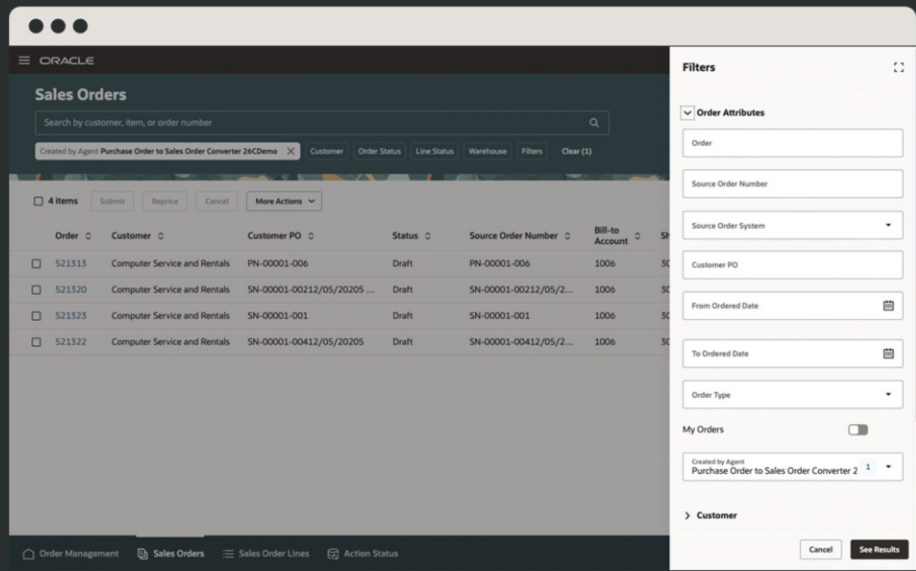 ORACLE
Sales Orders
Search by customer, item, or order number
Created by Agent Purchase Order to Sales Order Converter 26CDemo
Customer
Order Status
Line Status
Warehouse
Filters
Clear (1)
4 items
Submit
Reprice
Cancel
More Actions
Order Customer Customer PO Status Source Order Number Bill-to Account
521313 Computer Service and Rentals PN-00001-006 Draft PN-00001-006 1006 30
521320 Computer Service and Rentals SN-00001-00212/05/20205 ... Draft SN-00001-00212/05/2... 1006 30
521323 Computer Service and Rentals SN-00001-001 Draft SN-00001-001 1006 30
521322 Computer Service and Rentals SN-00001-00412/05/20205 Draft SN-00001-00412/05/2... 1006 30
Order Management
Sales Orders
Sales Order Lines
Action Status
Filters
Order Attributes
Order
Source Order Number
Source Order System
Customer PO
From Ordered Date
To Ordered Date
Order Type
My Orders
Created by Agent
Purchase Order to Sales Order Converter 2 1
Customer
Cancel
See Results